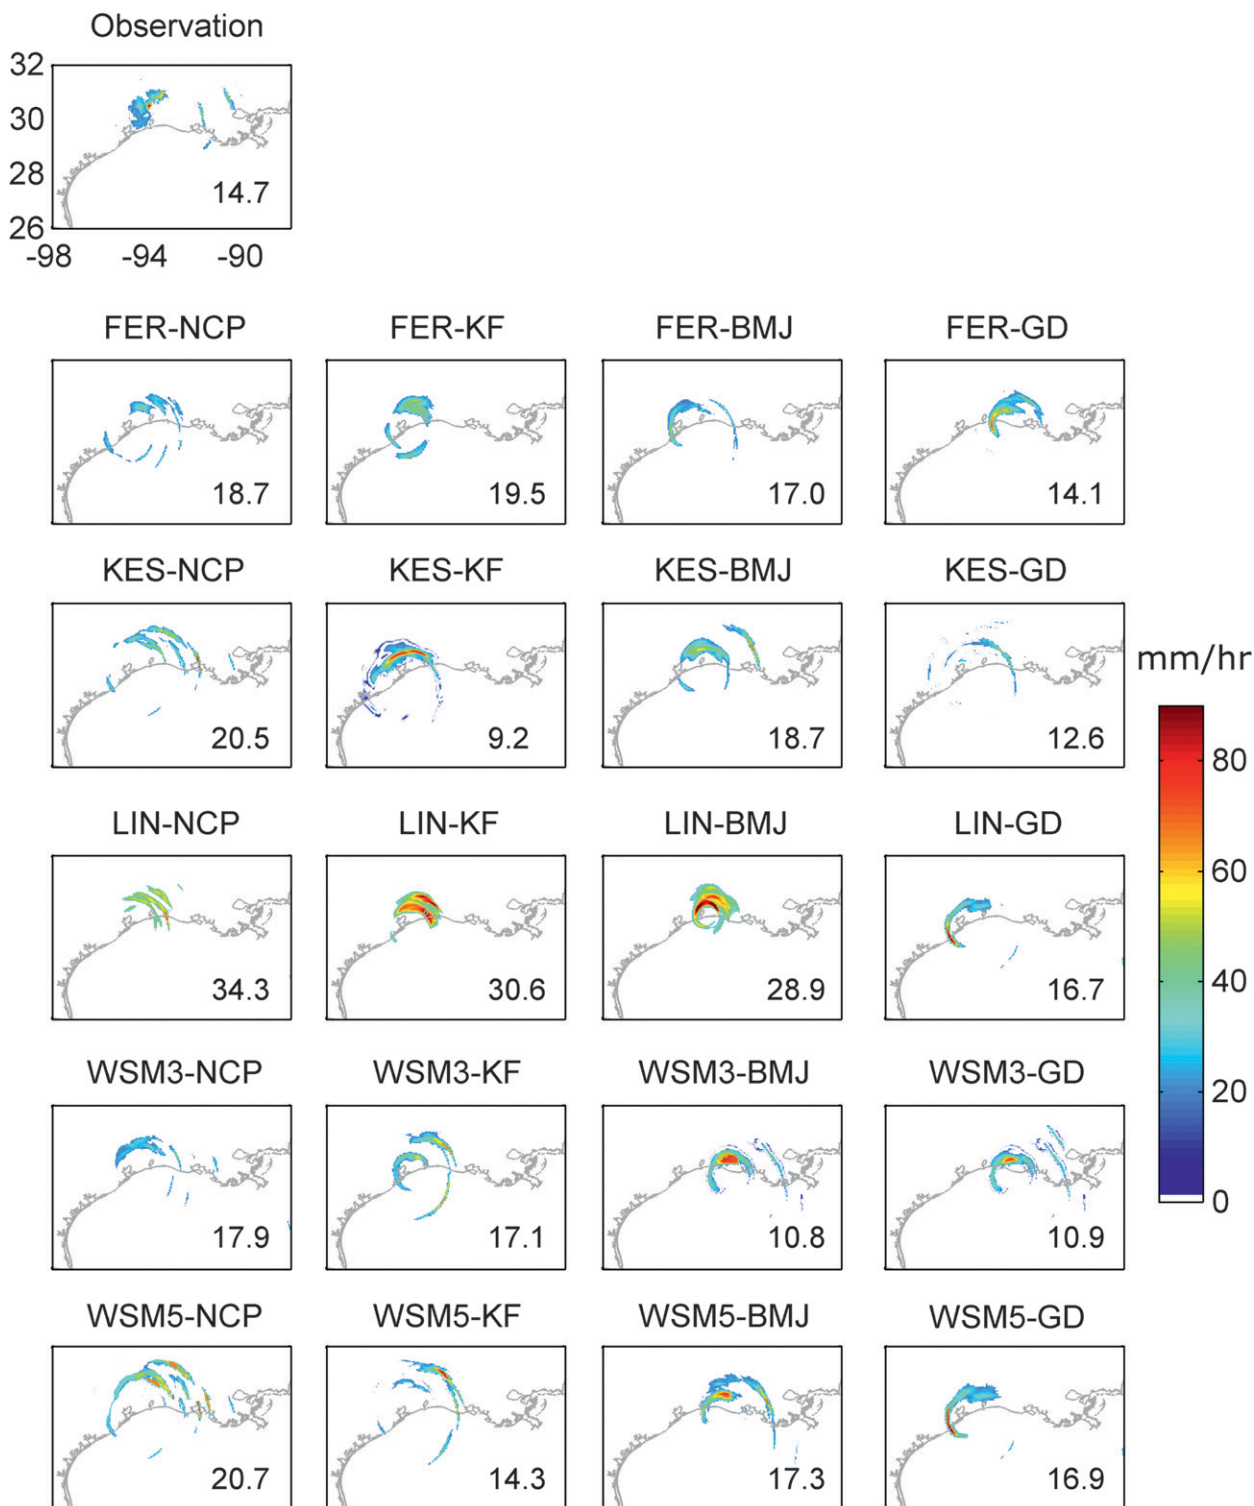 Observation
32
30
28
26
14.7
-98 -94 -90
FER-NCP FER-KF FER-BMJ FER-GD
18.7 19.5 17.0 14.1
KES-NCP KES-KF KES-BMJ KES-GD
20.5 9.2 18.7 12.6
mm/hr
80
60
40
20
0
LIN-NCP LIN-KF LIN-BMJ LIN-GD
34.3 30.6 28.9 16.7
WSM3-NCP WSM3-KF WSM3-BMJ WSM3-GD
17.9 17.1 10.8 10.9
WSM5-NCP WSM5-KF WSM5-BMJ WSM5-GD
20.7 14.3 17.3 16.9